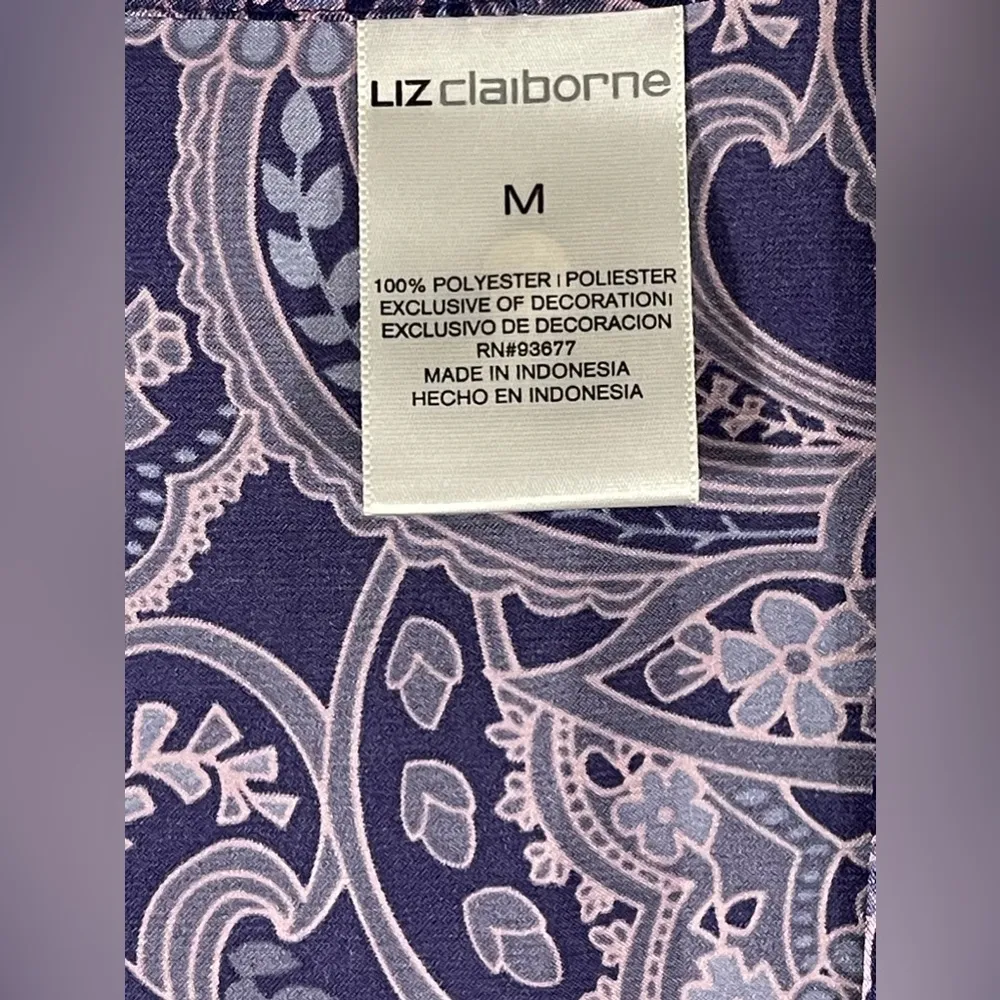 LIZ claiborne
M
100% POLYESTER | POLIESTER
EXCLUSIVE OF DECORATION|
EXCLUSIVO DE DECORACION
RN#93677
MADE IN INDONESIA
HECHO EN INDONESIA